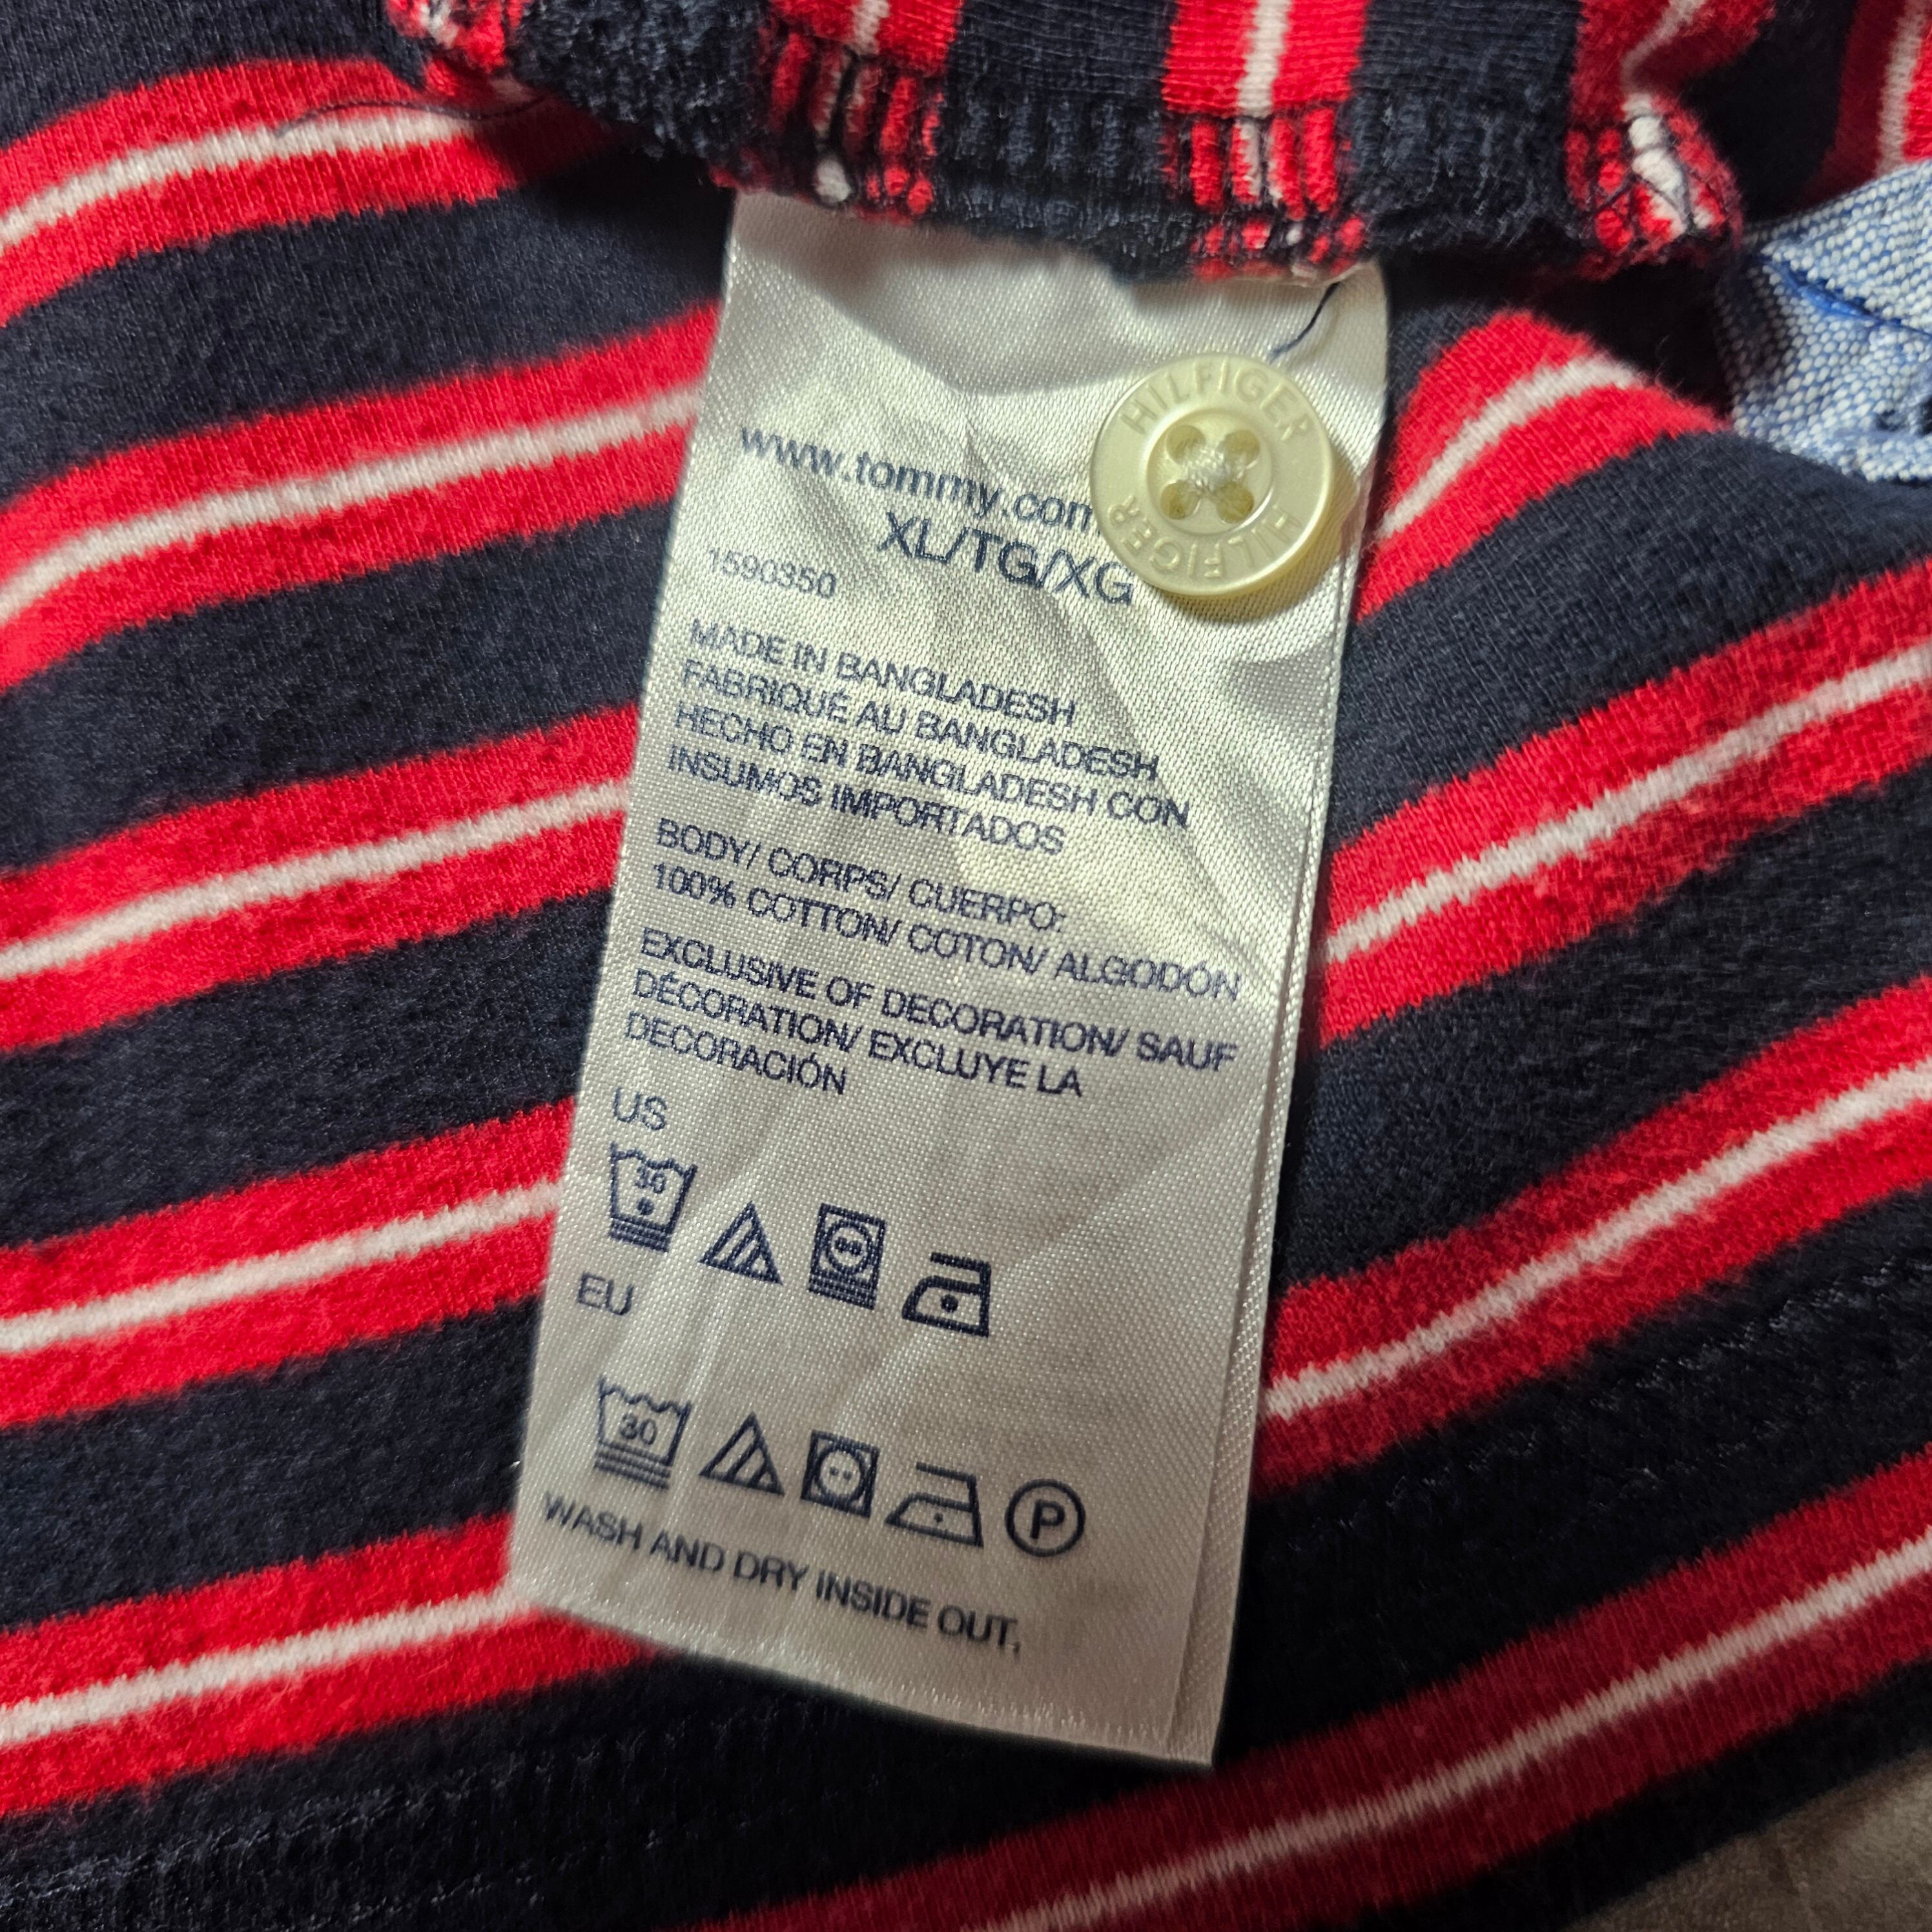 HILFIGER
HILFIGER
www.tommy.com
XL/TG/XG
1590350
MADE IN BANGLADESH
FABRIQUÉ AU BANGLADESH
HECHO EN BANGLADESH CON
INSUMOS IMPORTADOS
BODY/ CORPS/ CUERPO:
100% COTTON/ COTON/ ALGODÓN
EXCLUSIVE OF DECORATION/ SAUF
DÉCORATION/ EXCLUYE LA
DECORACIÓN
US
30
EU
30
P
WASH AND DRY INSIDE OUT.